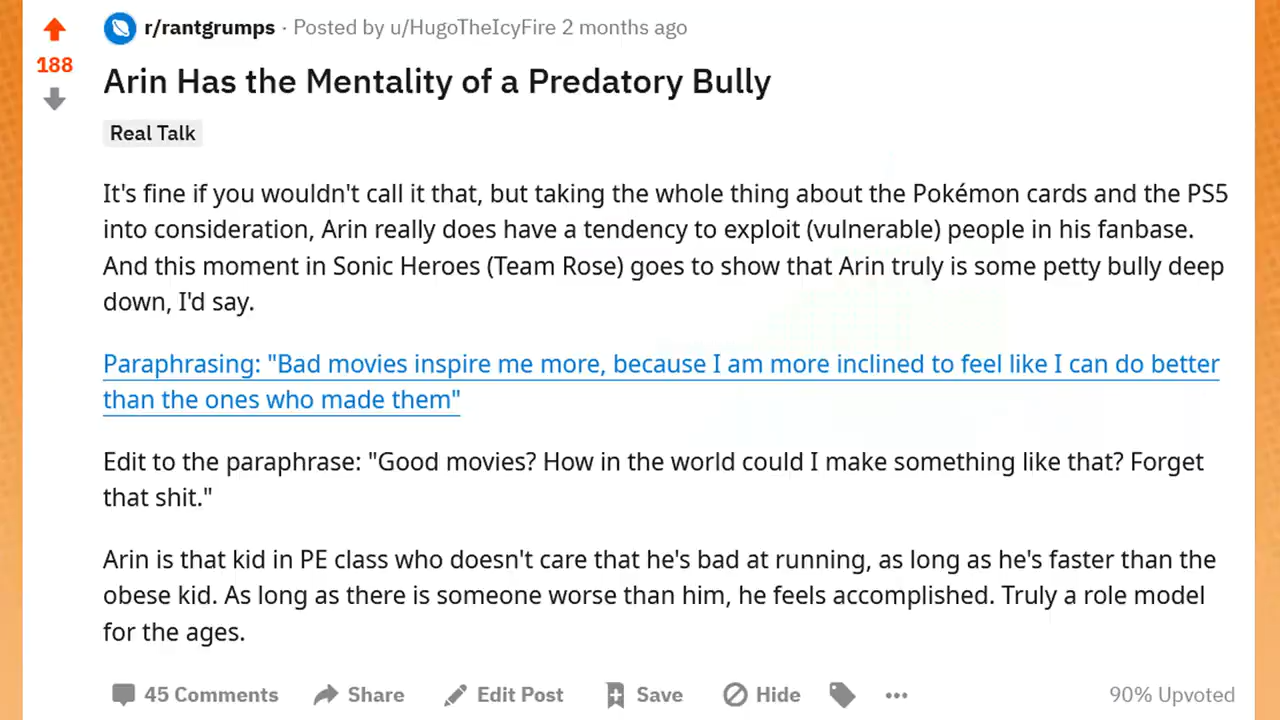 r/rantgrumps · Posted by u/HugoTheIcyFire 2 months ago
188
Arin Has the Mentality of a Predatory Bully
Real Talk
It's fine if you wouldn't call it that, but taking the whole thing about the Pokémon cards and the PS5
into consideration, Arin really does have a tendency to exploit (vulnerable) people in his fanbase.
And this moment in Sonic Heroes (Team Rose) goes to show that Arin truly is some petty bully deep
down, I'd say.
Paraphrasing: "Bad movies inspire me more, because I am more inclined to feel like I can do better
than the ones who made them"
Edit to the paraphrase: "Good movies? How in the world could I make something like that? Forget
that shit."
Arin is that kid in PE class who doesn't care that he's bad at running, as long as he's faster than the
obese kid. As long as there is someone worse than him, he feels accomplished. Truly a role model
for the ages.
45 Comments Share Edit Post Save Hide 90% Upvoted